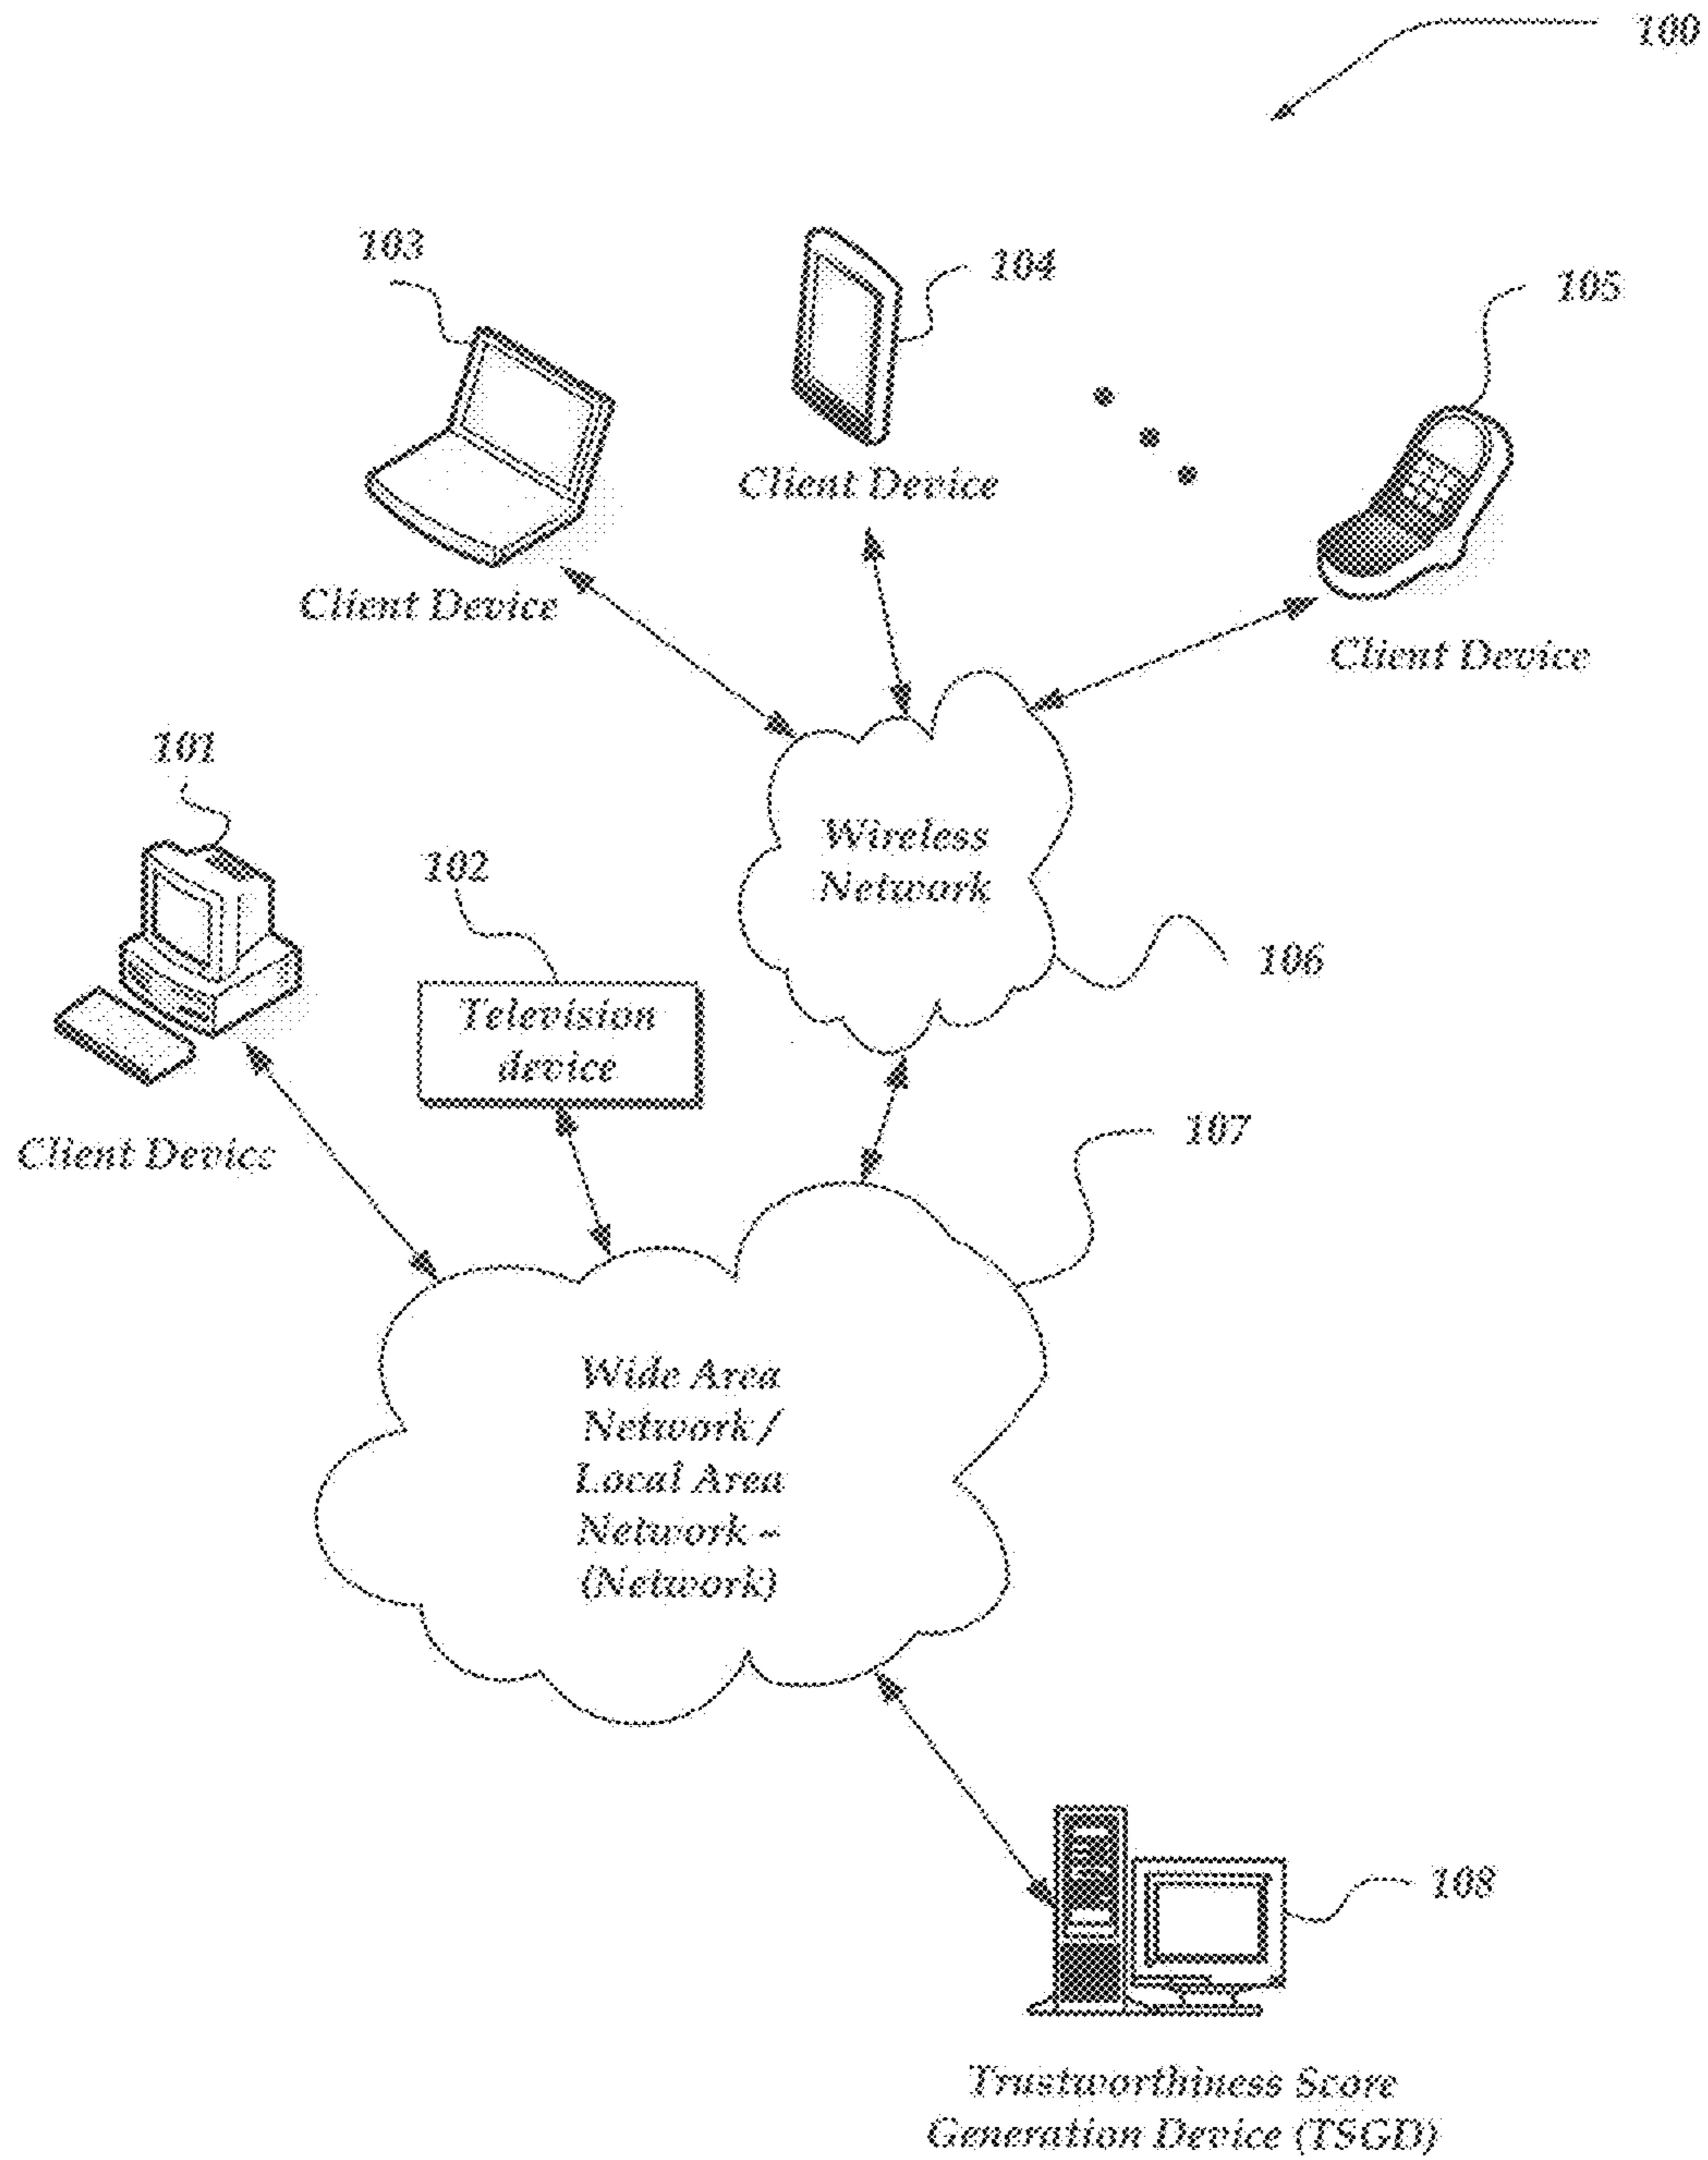 100
103
104
105
Client Device
Client Device
Client Device
101
Wireless
Network
102
106
Television
device
107
Client Device
Wide Area
Network /
Local Area
Network –
(Network)
108
Trustworthiness Score
Generation Device (TSGD)